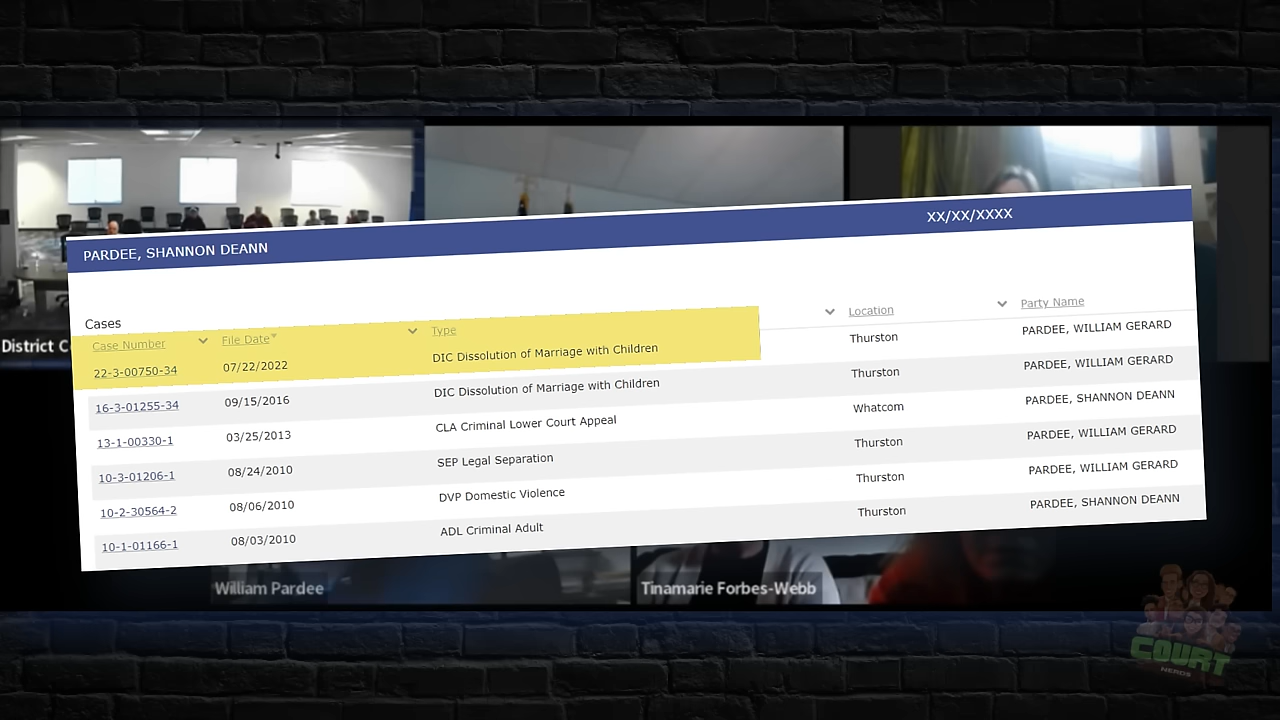 PARDEE, SHANNON DEANN XX/XX/XXXX
Cases
Case Number File Date Type Location Party Name
22-3-00750-34 07/22/2022 DIC Dissolution of Marriage with Children Thurston PARDEE, WILLIAM GERARD
16-3-01255-34 09/15/2016 DIC Dissolution of Marriage with Children Thurston PARDEE, WILLIAM GERARD
13-1-00330-1 03/25/2013 CLA Criminal Lower Court Appeal Whatcom PARDEE, SHANNON DEANN
10-3-01206-1 08/24/2010 SEP Legal Separation Thurston PARDEE, WILLIAM GERARD
10-2-30564-2 08/06/2010 DVP Domestic Violence Thurston PARDEE, WILLIAM GERARD
10-1-01166-1 08/03/2010 ADL Criminal Adult Thurston PARDEE, SHANNON DEANN
District C
William Pardee Tinamarie Forbes-Webb
COURT
NERDS